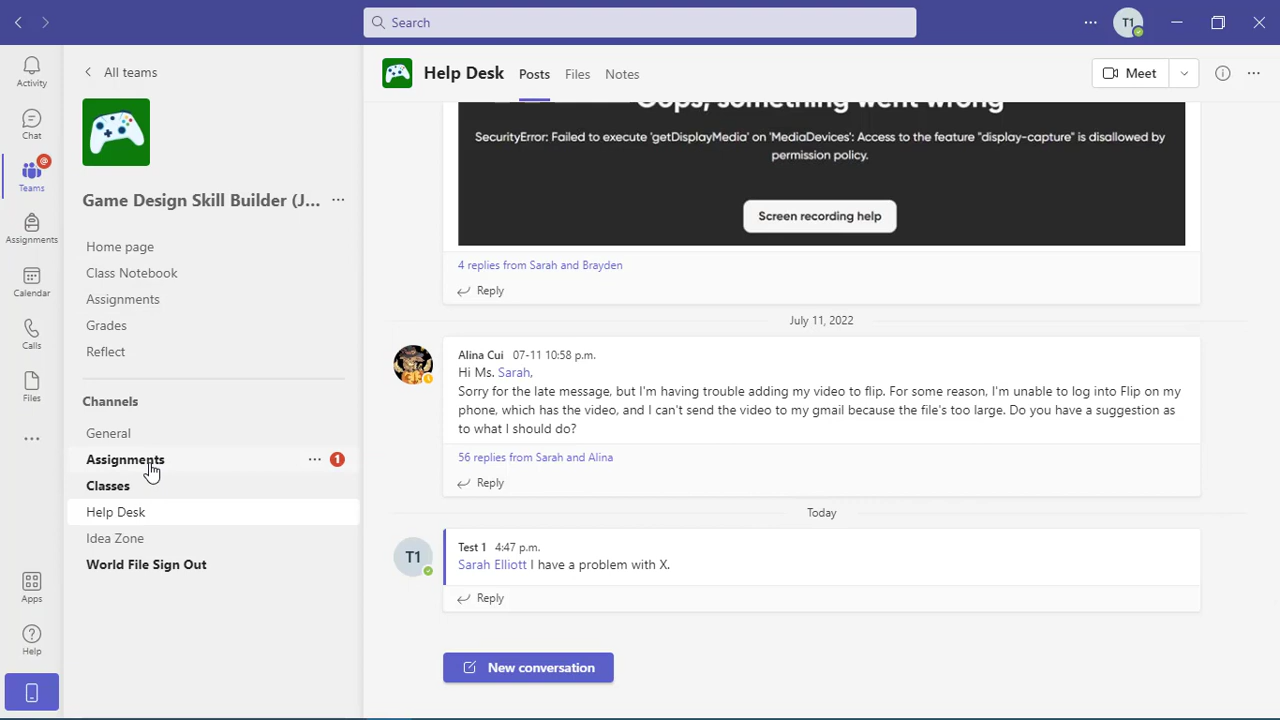 Search
T1
Activity
Chat
@
Teams
Assignments
Calendar
Calls
Files
Apps
Help
All teams
Game Design Skill Builder (J...
Home page
Class Notebook
Assignments
Grades
Reflect
Channels
General
Assignments
1
Classes
Help Desk
Idea Zone
World File Sign Out
Help Desk
Posts
Files
Notes
Meet
Oops, something went wrong
SecurityError: Failed to execute 'getDisplayMedia' on 'MediaDevices': Access to the feature "display-capture" is disallowed by
permission policy.
Screen recording help
4 replies from Sarah and Brayden
Reply
July 11, 2022
Alina Cui 07-11 10:58 p.m.
Hi Ms. Sarah,
Sorry for the late message, but I'm having trouble adding my video to flip. For some reason, I'm unable to log into Flip on my
phone, which has the video, and I can't send the video to my gmail because the file's too large. Do you have a suggestion as
to what I should do?
56 replies from Sarah and Alina
Reply
Today
T1
Test 1 4:47 p.m.
Sarah Elliott I have a problem with X.
Reply
New conversation